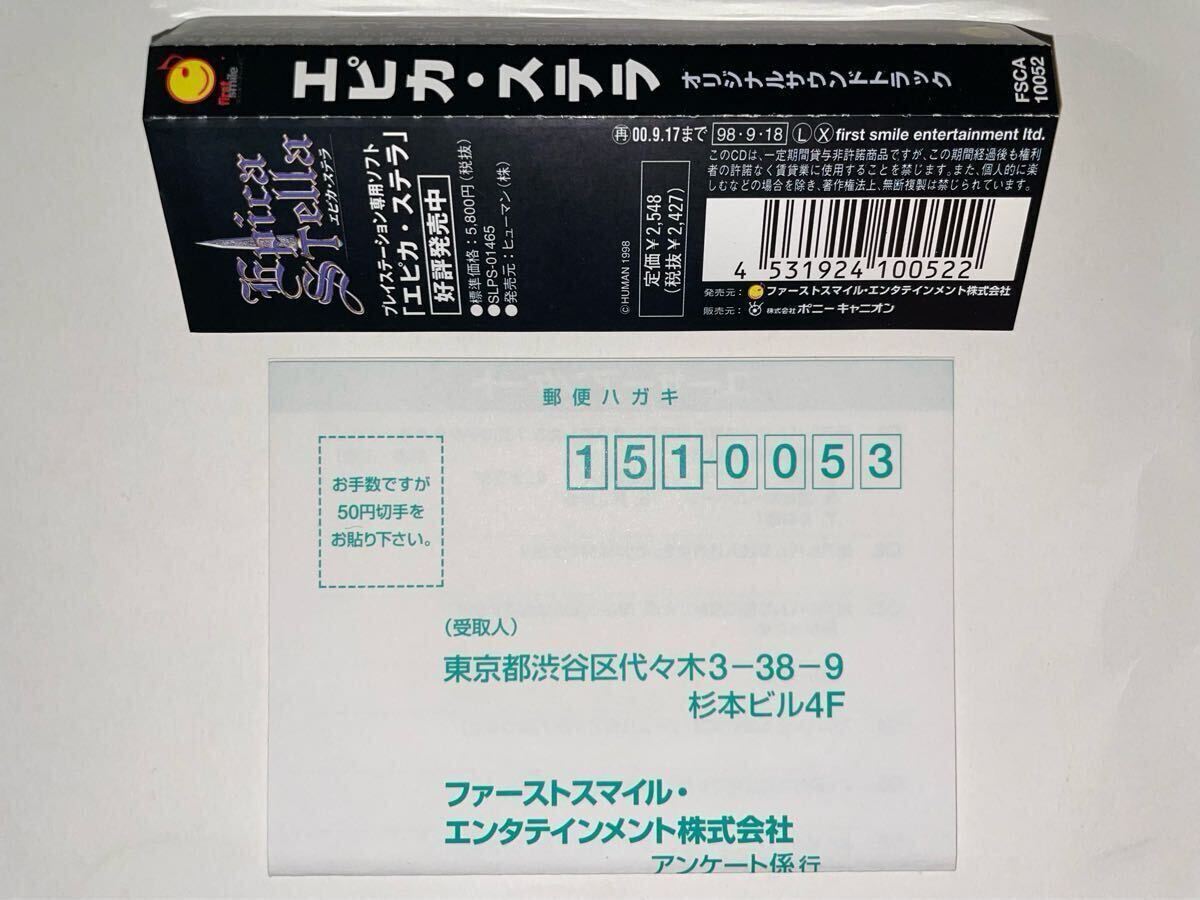 first smile
エピカ・ステラ オリジナルサウンドトラック
FSCA
10052
Epica Stella
エピカ・ステラ
プレイステーション専用ソフト
「エピカ・ステラ」
好評発売中
●標準価格：5,800円(税抜)
●SLPS-01465
●発売元：ヒューマン(株)
©HUMAN 1998
定価￥2,548
(税抜￥2,427)
再00.9.17まで 98・9・18 L X first smile entertainment ltd.
このCDは、一定期間貸与非許諾商品ですが、この期間経過後も権利
者の許諾なく賃貸業に使用することを禁じます。また、個人的に楽
しむなどの場合を除き、著作権法上、無断複製は禁じられています。
4 531924 100522
発売元：ファーストスマイル・エンタテインメント株式会社
販売元：株式会社ポニーキャニオン
郵便ハガキ
151-0053
お手数ですが
50円切手を
お貼り下さい。
(受取人)
東京都渋谷区代々木3−38−9
杉本ビル4F
ファーストスマイル・
エンタテインメント株式会社
アンケート係行